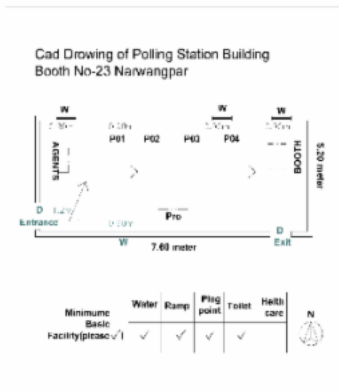 Cad Drowing of Polling Station Building
Booth No-23 Narwangpar
W W W
P01 P02 P03 P04
AGENTS
BOOTH
5.20 meter
D
Entrance
Pro
D
Exit
W
7.60 meter
Minimume
Basic
Facility(please ✓)
Water Ramp Plug point Toilet Helth care
✓ ✓ ✓ ✓
N